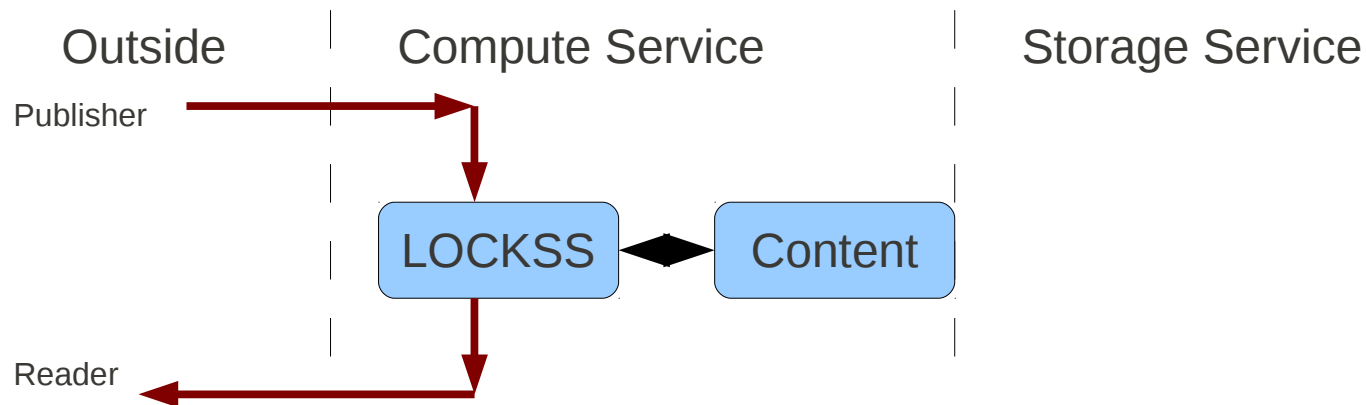 Outside Compute Service Storage Service
Publisher
LOCKSS Content
Reader